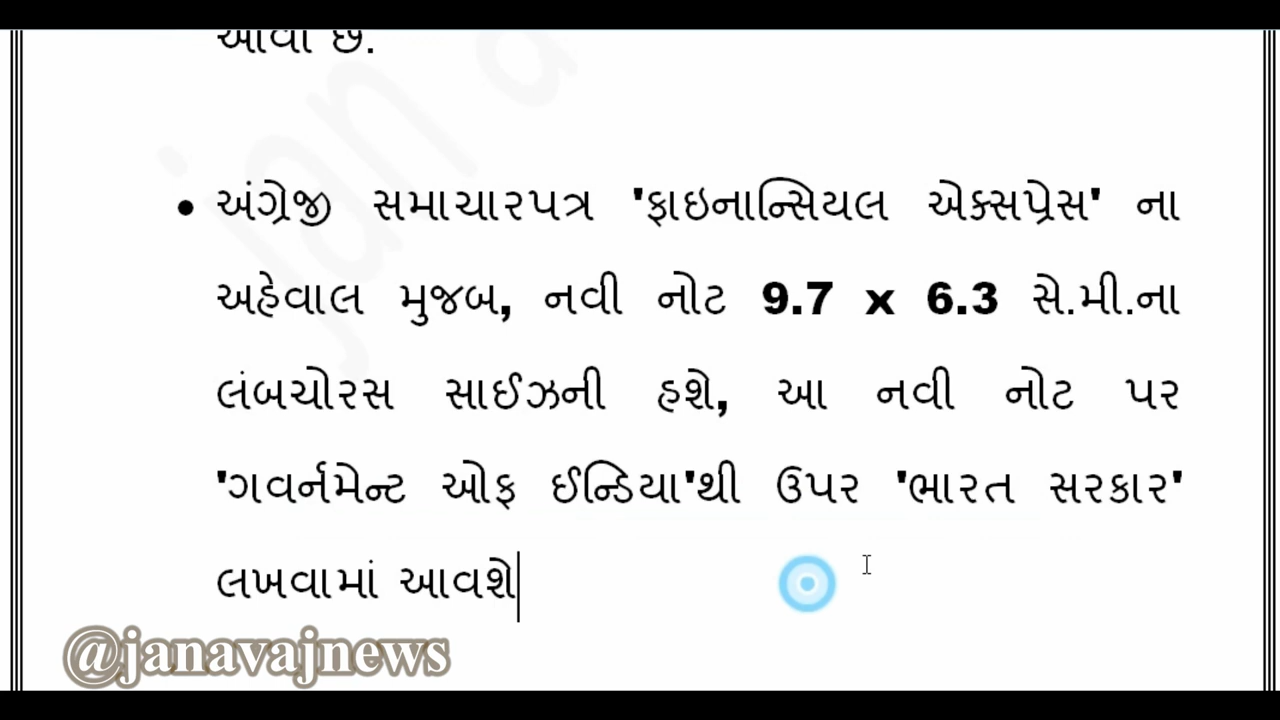 આવી છે.
• અંગ્રેજી સમાચારપત્ર 'ફાઇનાન્સિયલ એક્સપ્રેસ' ના
અહેવાલ મુજબ, નવી નોટ 9.7 x 6.3 સે.મી.ના
લંબચોરસ સાઈઝની હશે, આ નવી નોટ પર
'ગવર્નમેન્ટ ઓફ ઈન્ડિયા'થી ઉપર 'ભારત સરકાર'
લખવામાં આવશે
@janavajnews